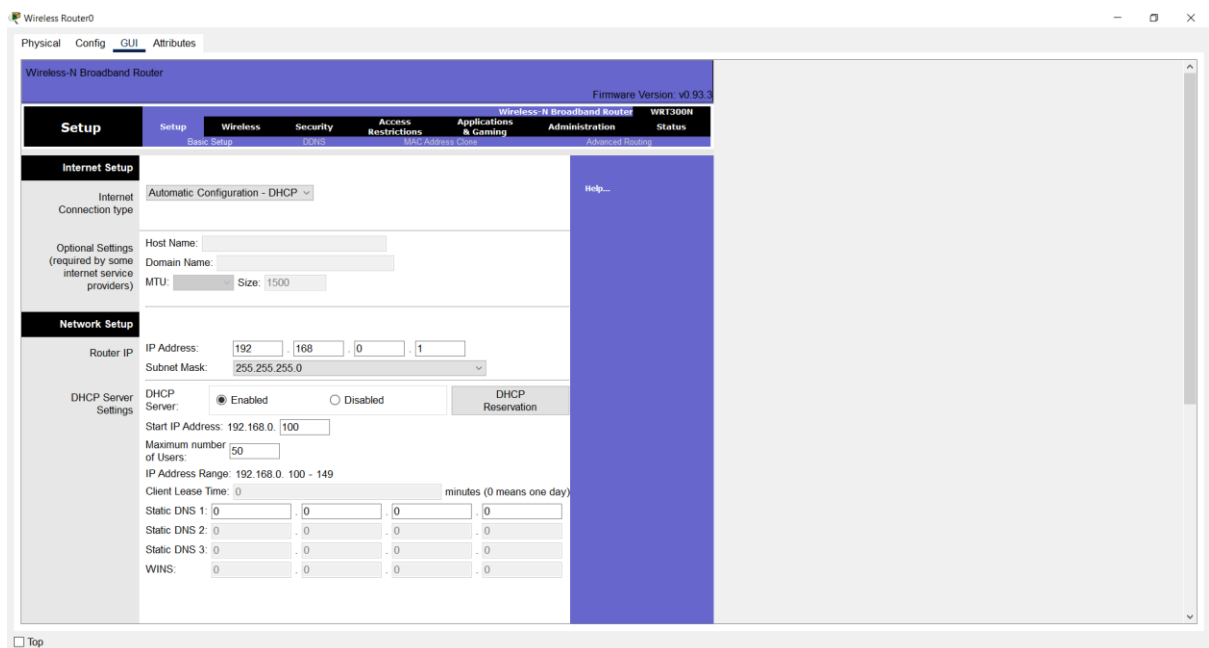 Wireless Router0
Physical Config GUI Attributes
Wireless-N Broadband Router
Firmware Version: v0.93.3
Wireless-N Broadband Router WRT300N
Setup
Setup Wireless Security Access Restrictions Applications & Gaming Administration Status
Basic Setup DDNS MAC Address Clone Advanced Routing
Internet Setup
Internet Connection type
Automatic Configuration - DHCP
Help...
Optional Settings (required by some internet service providers)
Host Name:
Domain Name:
MTU: Size: 1500
Network Setup
Router IP
IP Address: 192 . 168 . 0 . 1
Subnet Mask: 255.255.255.0
DHCP Server Settings
DHCP Server: Enabled Disabled DHCP Reservation
Start IP Address: 192.168.0. 100
Maximum number of Users: 50
IP Address Range: 192.168.0. 100 - 149
Client Lease Time: 0 minutes (0 means one day)
Static DNS 1: 0 . 0 . 0 . 0
Static DNS 2: 0 . 0 . 0 . 0
Static DNS 3: 0 . 0 . 0 . 0
WINS: 0 . 0 . 0 . 0
Top